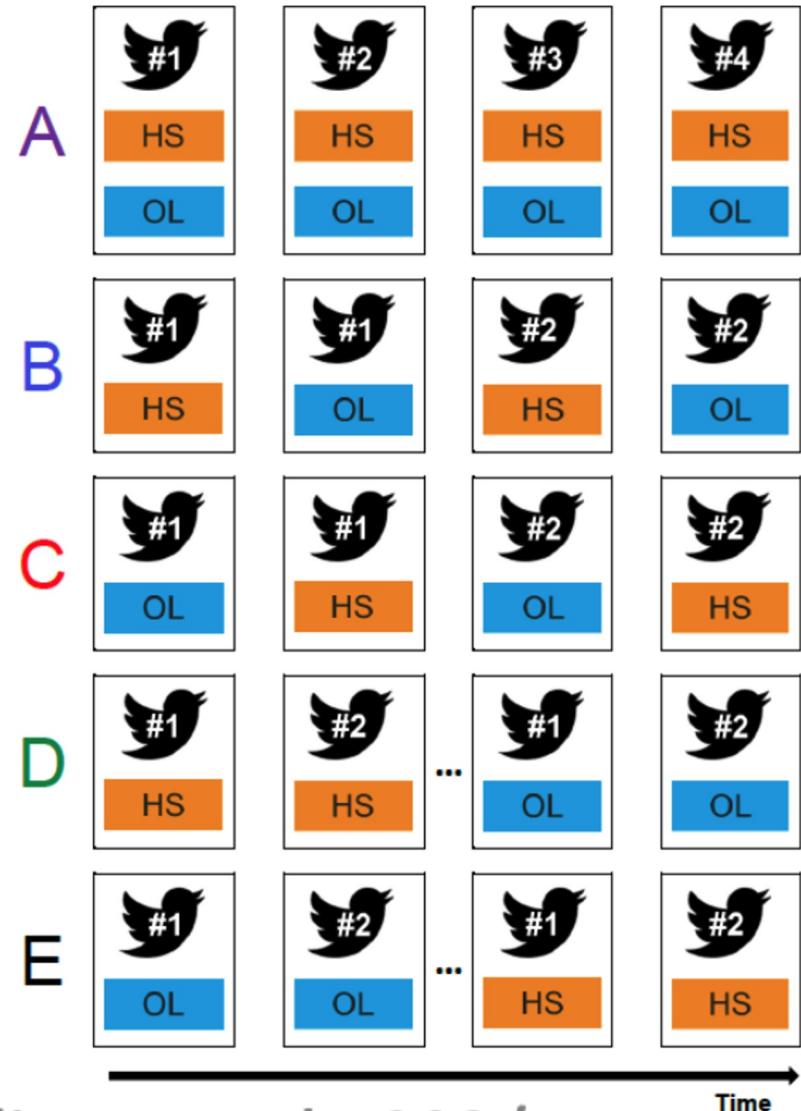 #1 #2 #3 #4
A HS HS HS HS
OL OL OL OL
#1 #1 #2 #2
B HS OL HS OL
#1 #1 #2 #2
C OL HS OL HS
#1 #2 #1 #2
D HS HS ... OL OL
#1 #2 #1 #2
E OL OL ... HS HS
Time